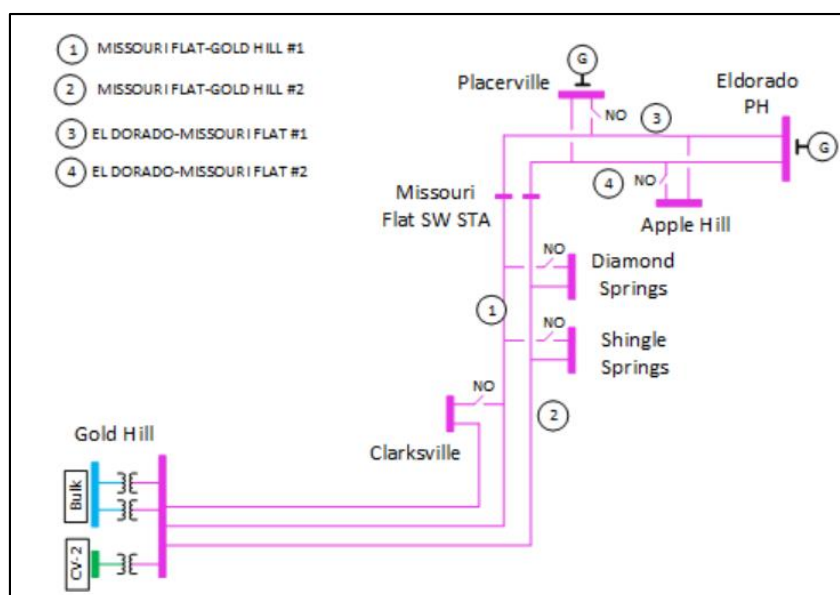 1 MISSOURI FLAT-GOLD HILL #1
2 MISSOURI FLAT-GOLD HILL #2
3 EL DORADO-MISSOURI FLAT #1
4 EL DORADO-MISSOURI FLAT #2
G
Placerville
NO
3
Eldorado
PH
G
4
NO
Apple Hill
Missouri
Flat SW STA
NO
Diamond
Springs
1
NO
Shingle
Springs
NO
2
Clarksville
Gold Hill
Bulk
CV-2